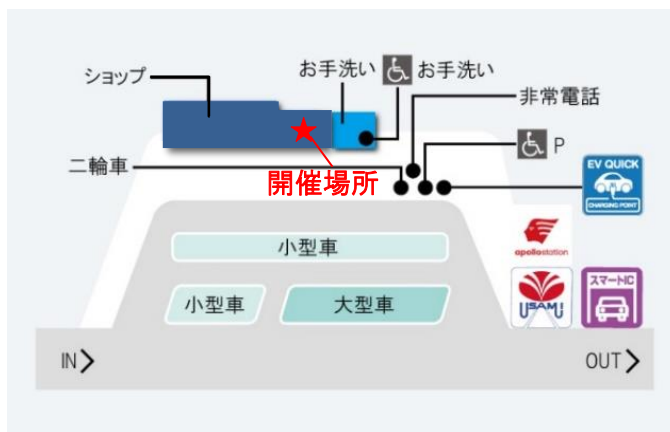 ショップ
お手洗い
お手洗い
非常電話
P
二輪車
開催場所
EV QUICK
CHARGING POINT
小型車
apollostation
小型車
大型車
USAMI
スマートIC
IN
OUT